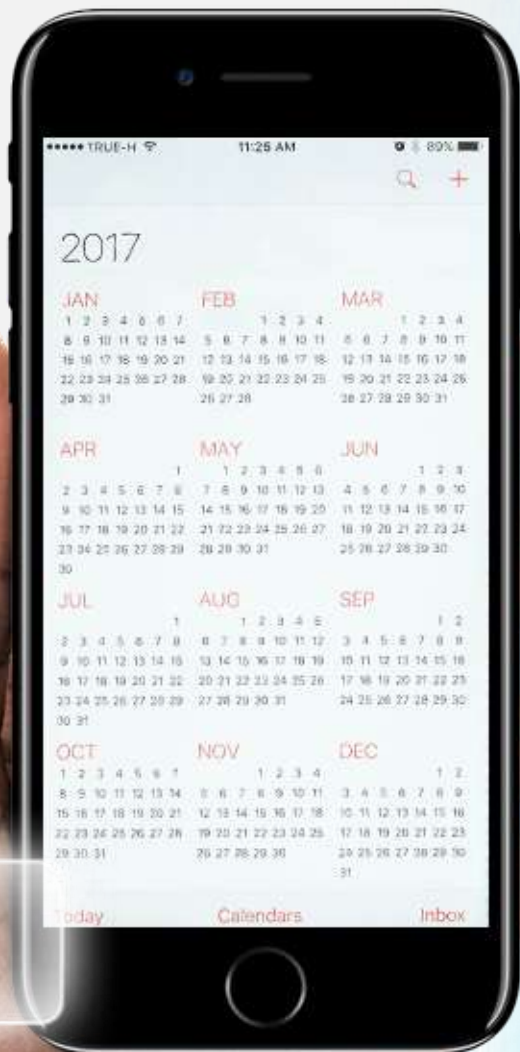 TRUE-H
11:25 AM
89%
2017
JAN
1 2 3 4 5 6 7
8 9 10 11 12 13 14
15 16 17 18 19 20 21
22 23 24 25 26 27 28
29 30 31
FEB
1 2 3 4
5 6 7 8 9 10 11
12 13 14 15 16 17 18
19 20 21 22 23 24 25
26 27 28
MAR
1 2 3 4
5 6 7 8 9 10 11
12 13 14 15 16 17 18
19 20 21 22 23 24 25
26 27 28 29 30 31
APR
1
2 3 4 5 6 7 8
9 10 11 12 13 14 15
16 17 18 19 20 21 22
23 24 25 26 27 28 29
30
MAY
1 2 3 4 5 6
7 8 9 10 11 12 13
14 15 16 17 18 19 20
21 22 23 24 25 26 27
28 29 30 31
JUN
1 2 3
4 5 6 7 8 9 10
11 12 13 14 15 16 17
18 19 20 21 22 23 24
25 26 27 28 29 30
JUL
1
2 3 4 5 6 7 8
9 10 11 12 13 14 15
16 17 18 19 20 21 22
23 24 25 26 27 28 29
30 31
AUG
1 2 3 4 5
6 7 8 9 10 11 12
13 14 15 16 17 18 19
20 21 22 23 24 25 26
27 28 29 30 31
SEP
1 2
3 4 5 6 7 8 9
10 11 12 13 14 15 16
17 18 19 20 21 22 23
24 25 26 27 28 29 30
OCT
1 2 3 4 5 6 7
8 9 10 11 12 13 14
15 16 17 18 19 20 21
22 23 24 25 26 27 28
29 30 31
NOV
1 2 3 4
5 6 7 8 9 10 11
12 13 14 15 16 17 18
19 20 21 22 23 24 25
26 27 28 29 30
DEC
1 2
3 4 5 6 7 8 9
10 11 12 13 14 15 16
17 18 19 20 21 22 23
24 25 26 27 28 29 30
31
Today
Calendars
Inbox